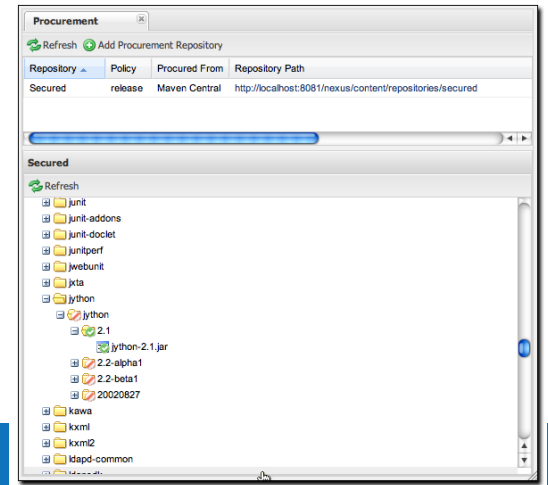 Procurement
Refresh Add Procurement Repository
Repository Policy Procured From Repository Path
Secured release Maven Central http://localhost:8081/nexus/content/repositories/secured
Secured
Refresh
junit
junit-addons
junit-doclet
junitperf
jwebunit
jxta
jython
jython
2.1
jython-2.1.jar
2.2-alpha1
2.2-beta1
20020827
kawa
kxml
kxml2
ldapd-common